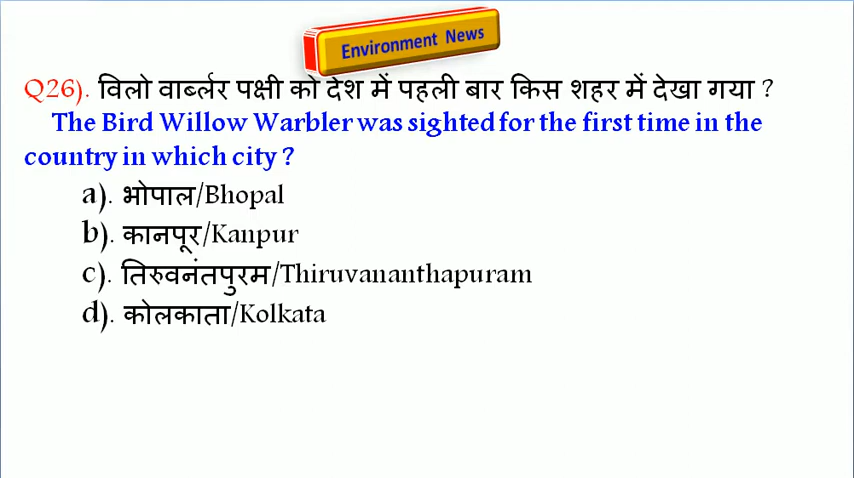 Environment News
Q26). विलो वार्ब्लर पक्षी को देश में पहली बार किस शहर में देखा गया ?
The Bird Willow Warbler was sighted for the first time in the
country in which city ?
a). भोपाल/Bhopal
b). कानपूर/Kanpur
c). तिरुवनंतपुरम/Thiruvananthapuram
d). कोलकाता/Kolkata